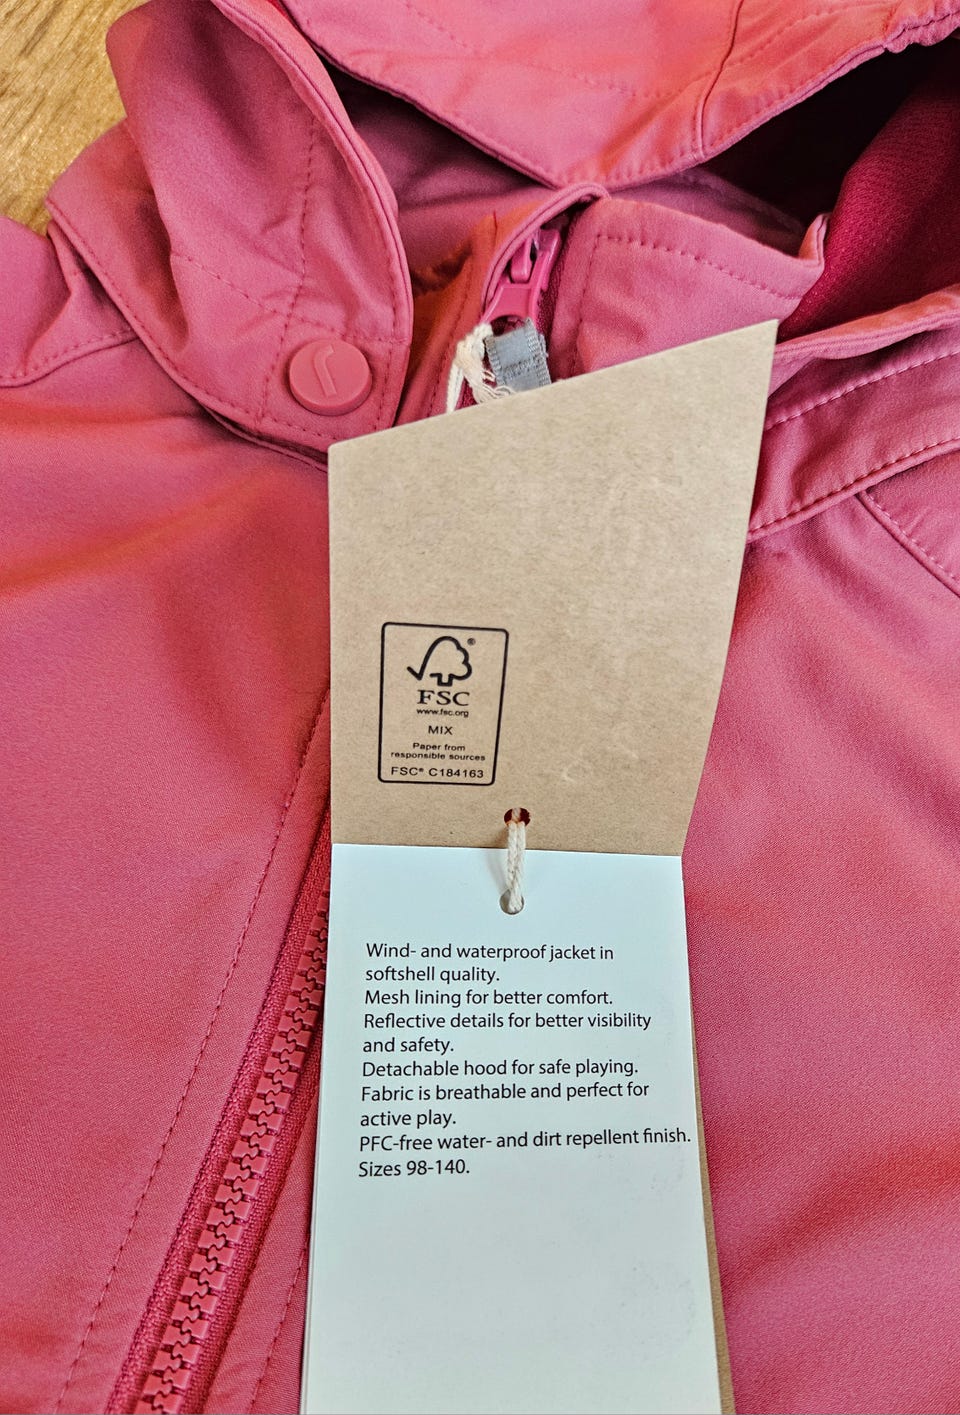 FSC
www.fsc.org
MIX
Paper from
responsible sources
FSC® C184163
Wind- and waterproof jacket in
softshell quality.
Mesh lining for better comfort.
Reflective details for better visibility
and safety.
Detachable hood for safe playing.
Fabric is breathable and perfect for
active play.
PFC-free water- and dirt repellent finish.
Sizes 98-140.